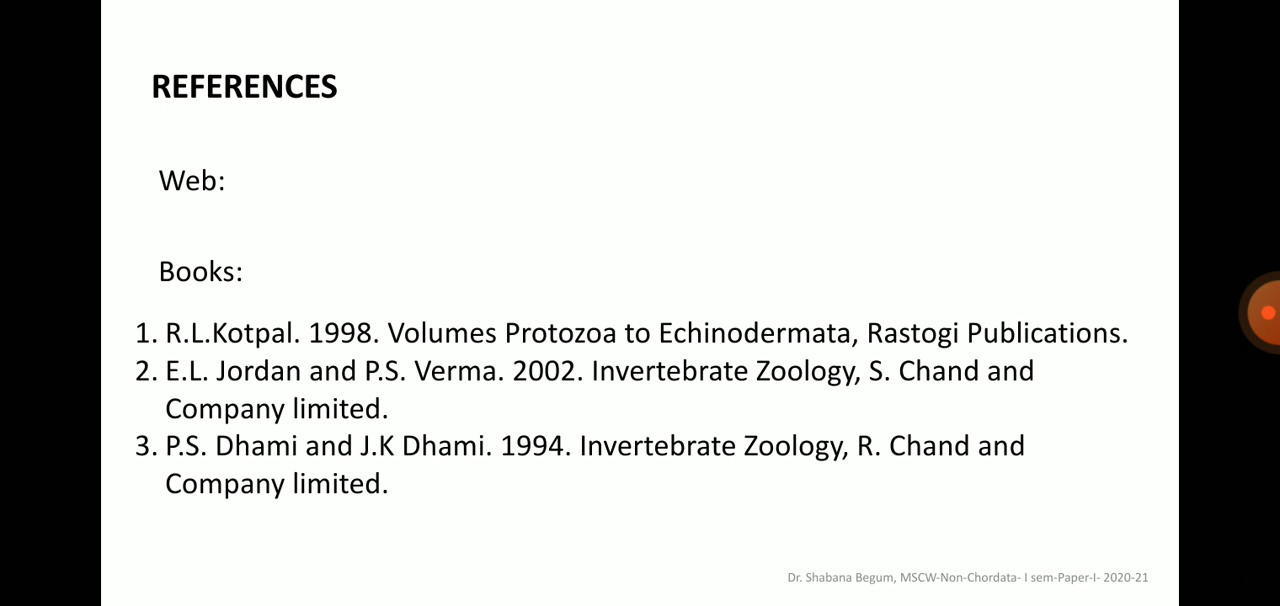 REFERENCES
Web:
Books:
1. R.L.Kotpal. 1998. Volumes Protozoa to Echinodermata, Rastogi Publications.
2. E.L. Jordan and P.S. Verma. 2002. Invertebrate Zoology, S. Chand and
Company limited.
3. P.S. Dhami and J.K Dhami. 1994. Invertebrate Zoology, R. Chand and
Company limited.
Dr. Shabana Begum, MSCW-Non-Chordata- I sem-Paper-I- 2020-21